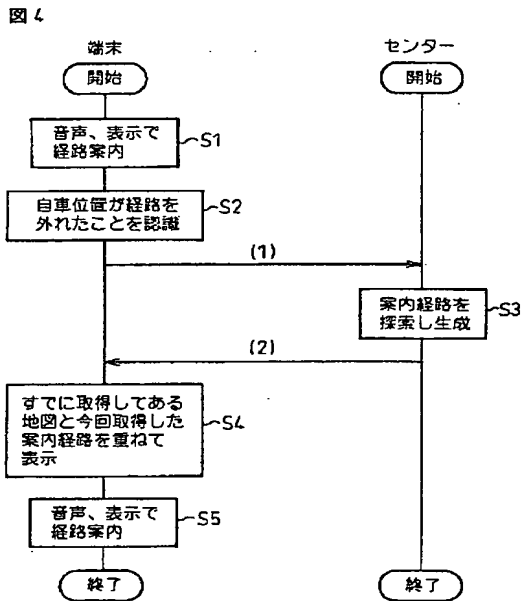 図4
端末
センター
開始
開始
音声、表示で
経路案内
S1
自車位置が経路を
外れたことを認識
S2
(1)
案内経路を
探索し生成
S3
(2)
すでに取得してある
地図と今回取得した
案内経路を重ねて
表示
S4
音声、表示で
経路案内
S5
終了
終了